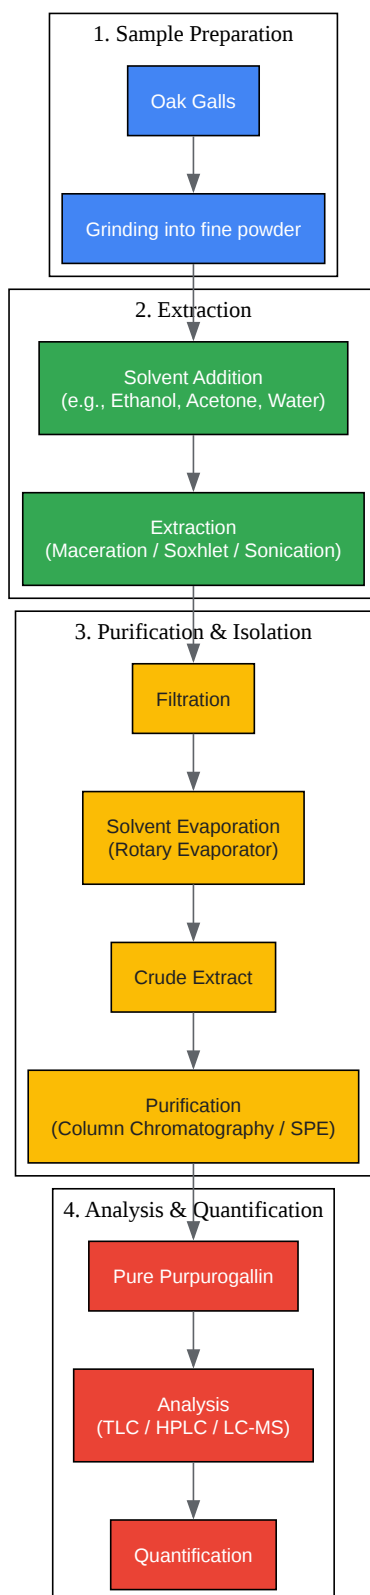 1. Sample Preparation
Oak Galls
Grinding into fine powder
2. Extraction
Solvent Addition
(e.g., Ethanol, Acetone, Water)
Extraction
(Maceration / Soxhlet / Sonication)
3. Purification & Isolation
Filtration
Solvent Evaporation
(Rotary Evaporator)
Crude Extract
Purification
(Column Chromatography / SPE)
4. Analysis & Quantification
Pure Purpurogallin
Analysis
(TLC / HPLC / LC-MS)
Quantification